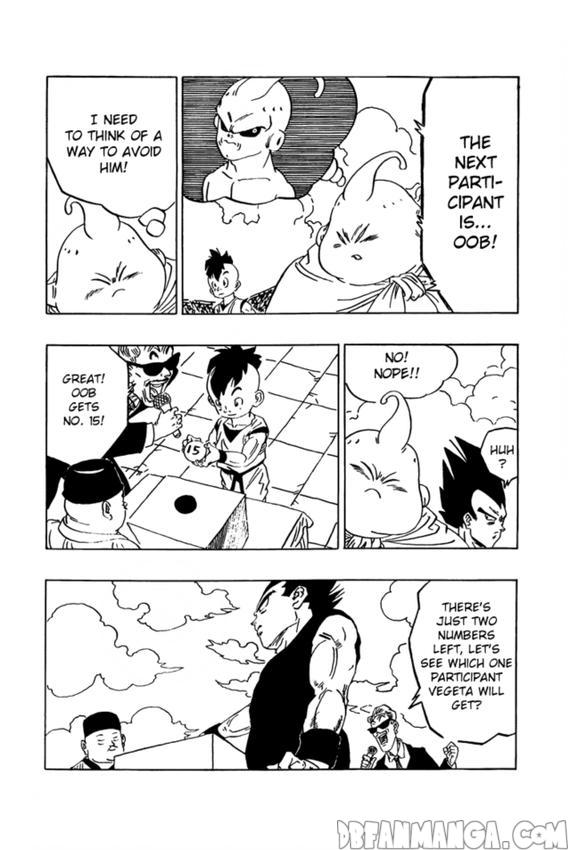 THE
NEXT
PARTI-
CIPANT
IS...
OOB!
I NEED
TO THINK OF A
WAY TO AVOID
HIM!
NO!
NOPE!!
HUH
?
GREAT!
OOB
GETS
NO. 15!
15
THERE'S
JUST TWO
NUMBERS
LEFT, LET'S
SEE WHICH ONE
PARTICIPANT
VEGETA WILL
GET?
DBFANMANGA.COM